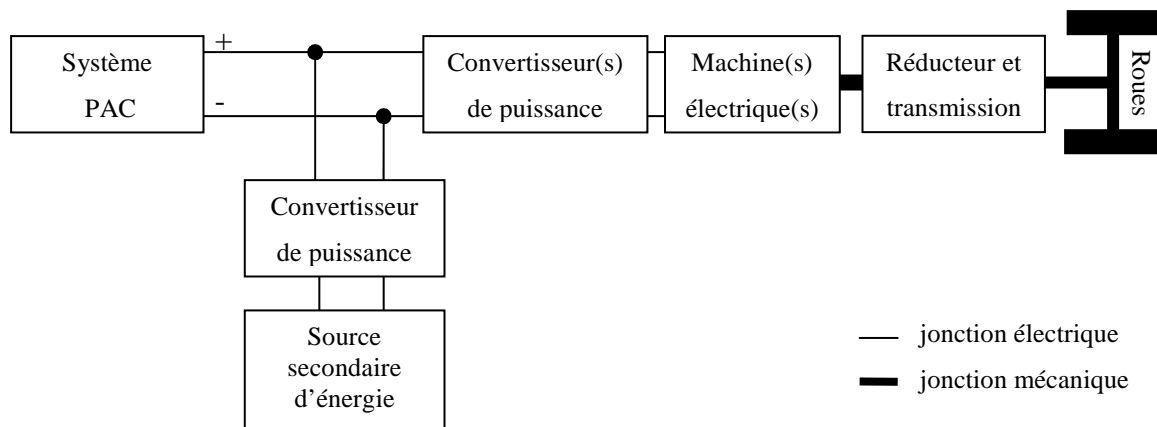 Système
PAC
+
-
Convertisseur(s)
de puissance
Machine(s)
électrique(s)
Réducteur et
transmission
Roues
Convertisseur
de puissance
Source
secondaire
d'énergie
jonction électrique
jonction mécanique